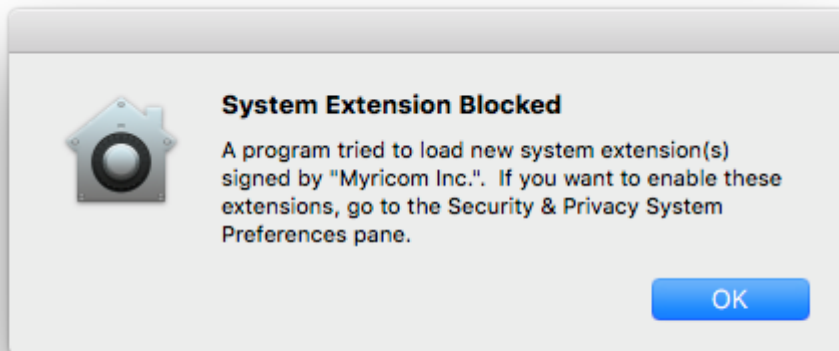 System Extension Blocked
A program tried to load new system extension(s)
signed by "Myricom Inc.".  If you want to enable these
extensions, go to the Security & Privacy System
Preferences pane.
OK